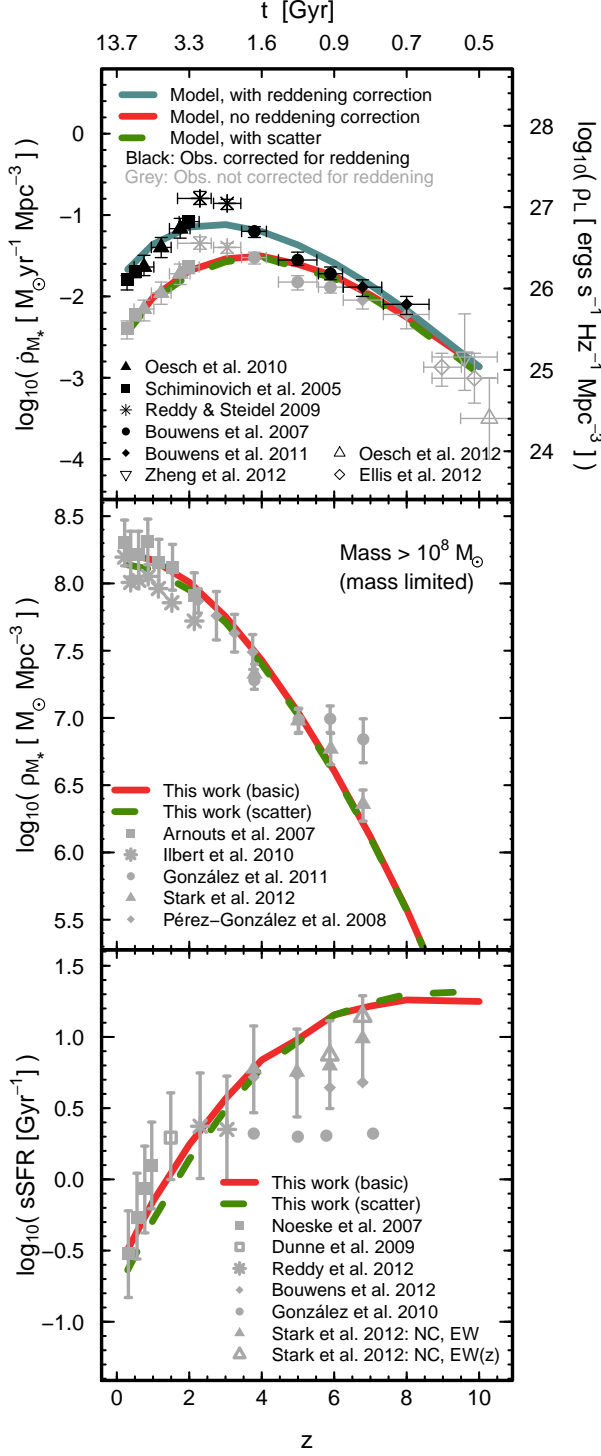 t [Gyr]
13.7 3.3 1.6 0.9 0.7 0.5
Model, with reddening correction
Model, no reddening correction
Model, with scatter
Black: Obs. corrected for reddening
Grey: Obs. not corrected for reddening
log10( ρ̇M* [ M⊙yr−1 Mpc−3 ] )
0
−1
−2
−3
−4
log10( ρL [ ergs s−1 Hz−1 Mpc−3 ] )
28
27
26
25
24
Oesch et al. 2010
Schiminovich et al. 2005
Reddy & Steidel 2009
Bouwens et al. 2007
Bouwens et al. 2011
Zheng et al. 2012
Oesch et al. 2012
Ellis et al. 2012
log10( ρM* [ M⊙ Mpc−3 ] )
8.5
8.0
7.5
7.0
6.5
6.0
5.5
Mass > 10^8 M⊙
(mass limited)
This work (basic)
This work (scatter)
Arnouts et al. 2007
Ilbert et al. 2010
González et al. 2011
Stark et al. 2012
Pérez−González et al. 2008
log10( sSFR [Gyr−1] )
1.5
1.0
0.5
0.0
−0.5
−1.0
This work (basic)
This work (scatter)
Noeske et al. 2007
Dunne et al. 2009
Reddy et al. 2012
Bouwens et al. 2012
González et al. 2010
Stark et al. 2012: NC, EW
Stark et al. 2012: NC, EW(z)
0 2 4 6 8 10
z